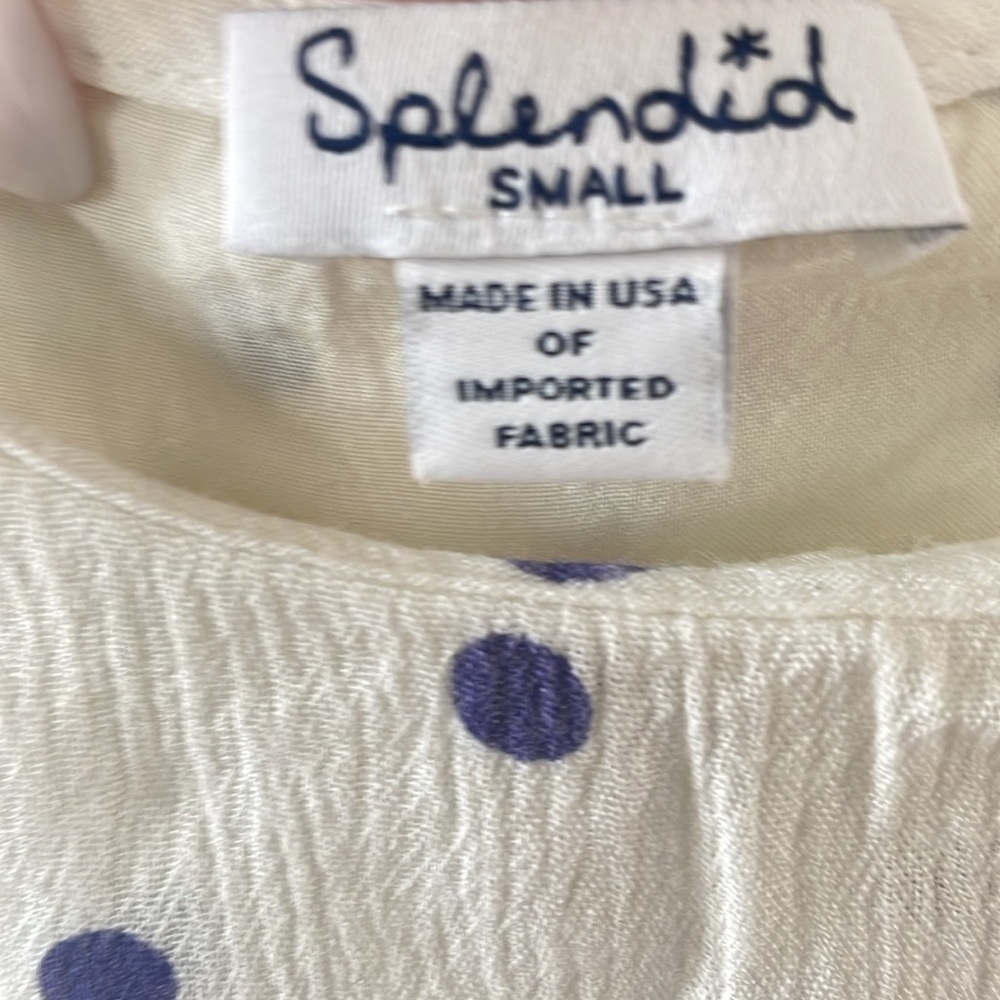 Splendid
SMALL
MADE IN USA
OF
IMPORTED
FABRIC